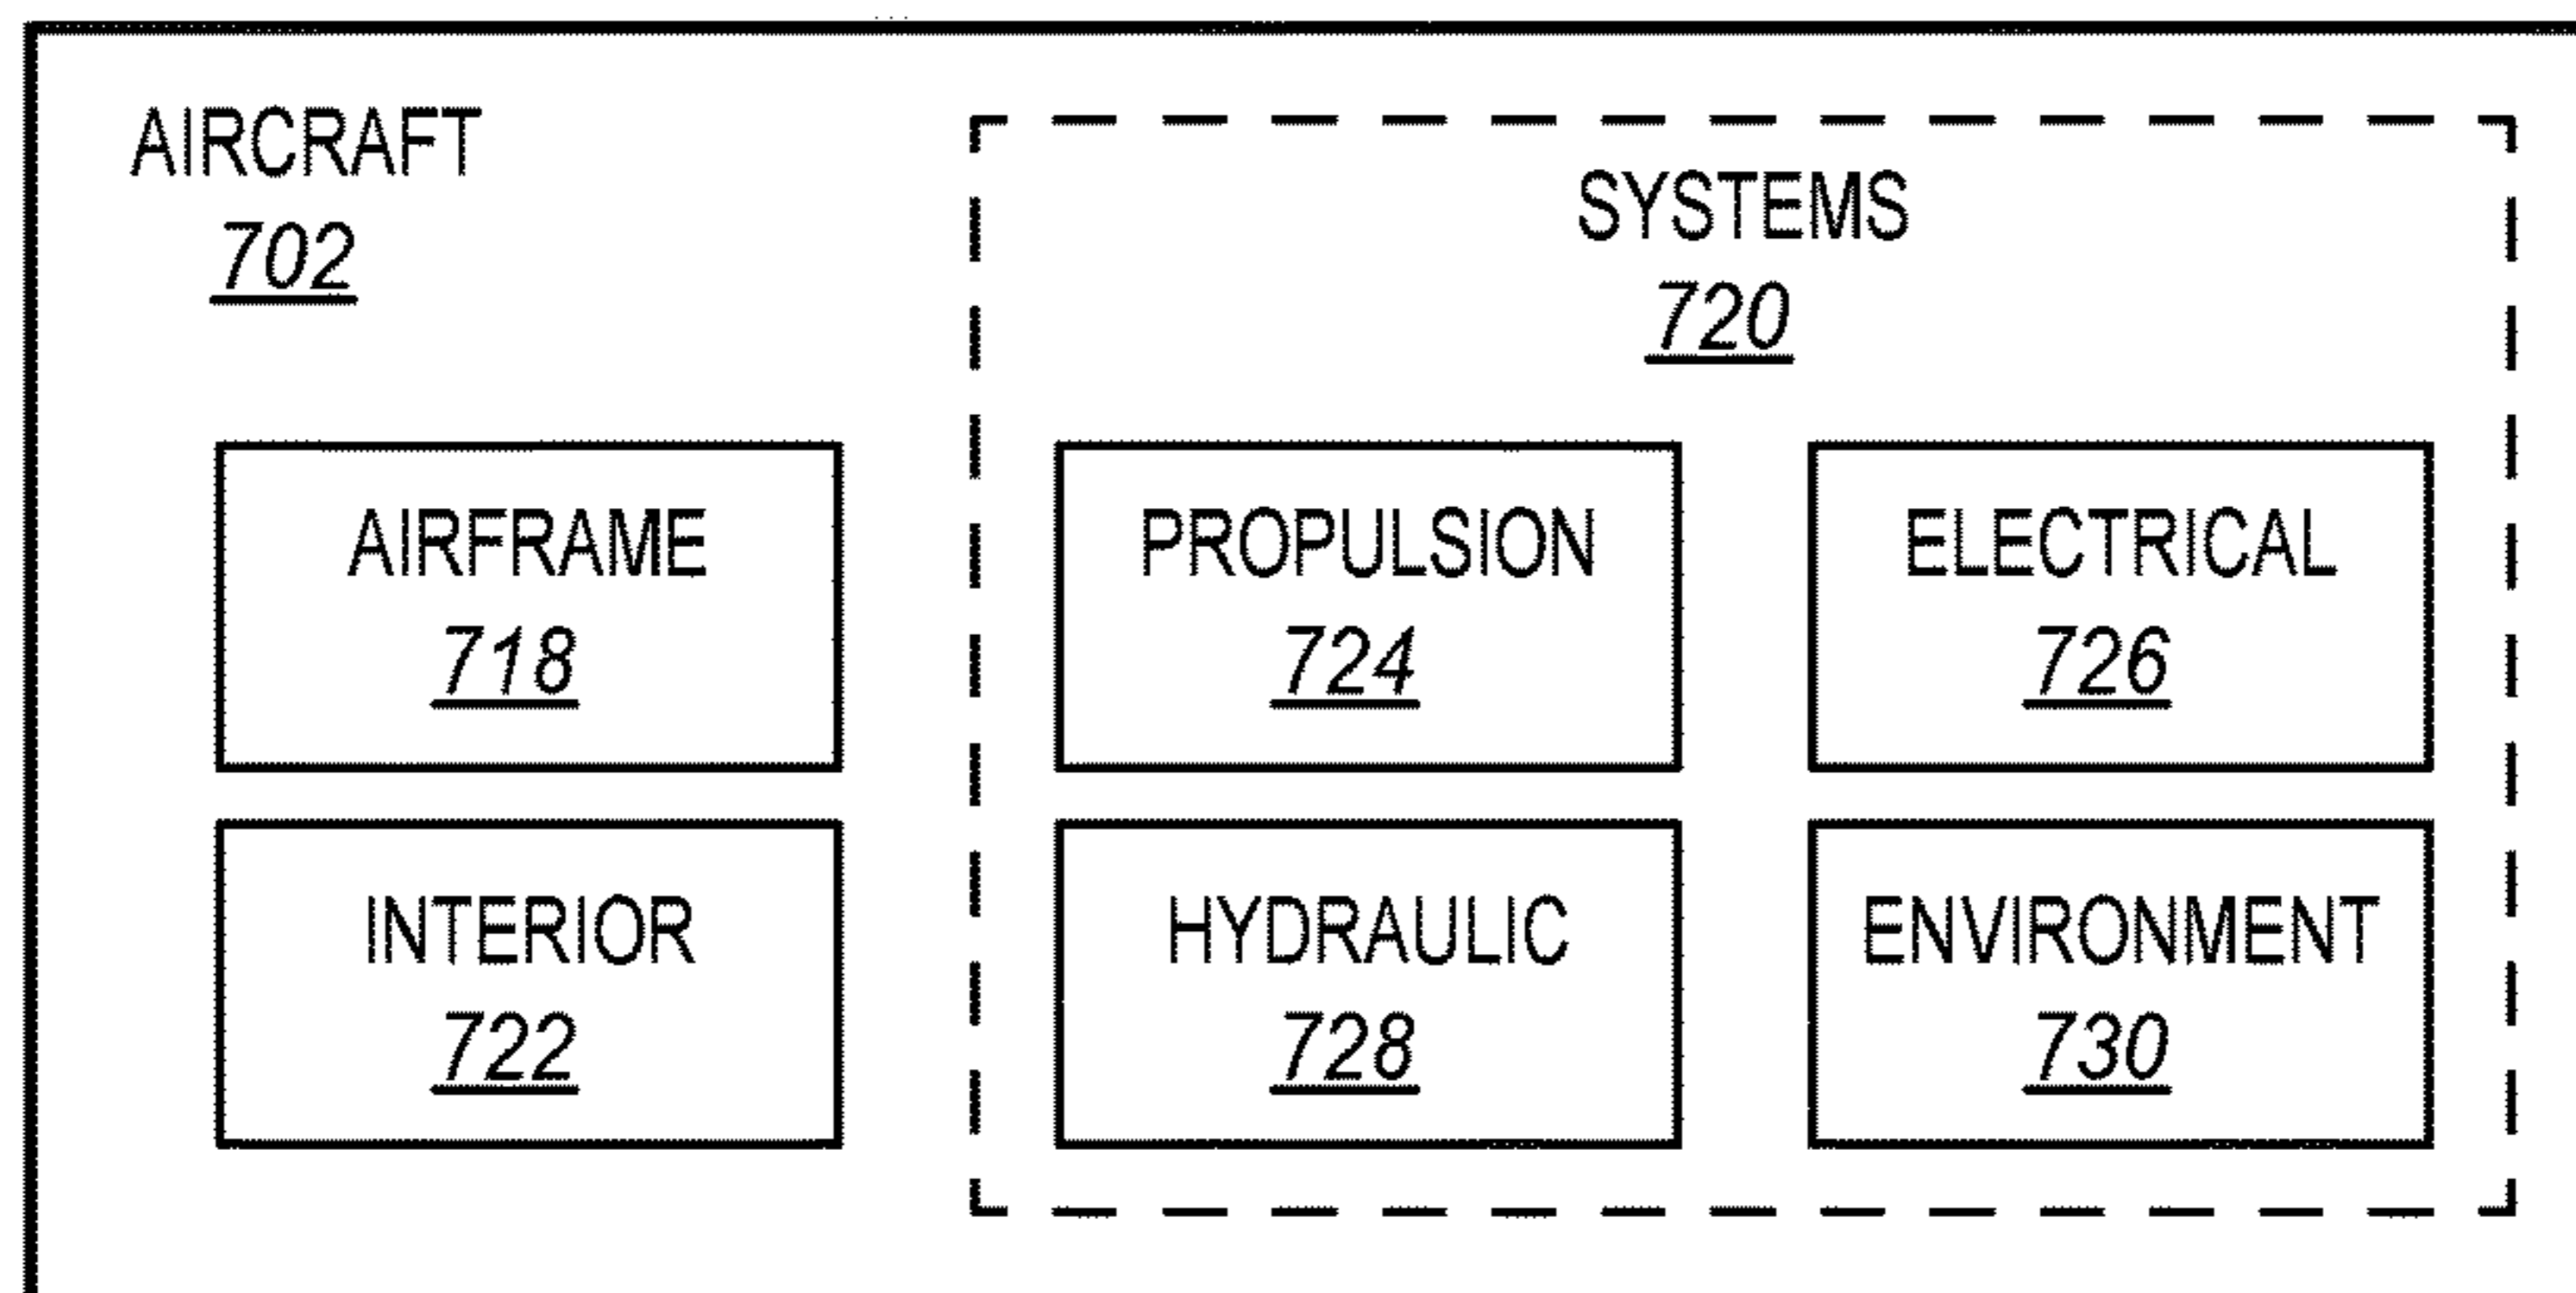 AIRCRAFT
702
SYSTEMS
720
AIRFRAME
718
PROPULSION
724
ELECTRICAL
726
INTERIOR
722
HYDRAULIC
728
ENVIRONMENT
730